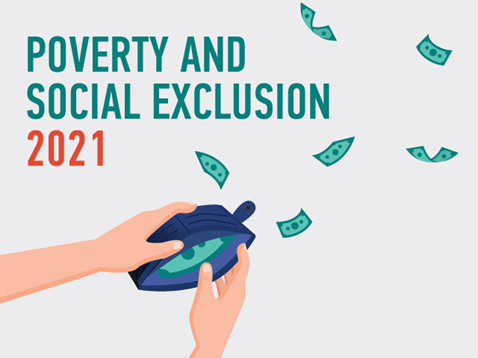 POVERTY AND
SOCIAL EXCLUSION
2021